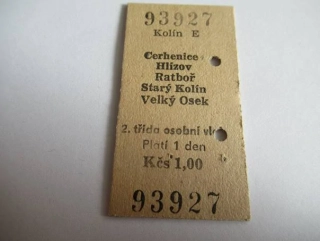 93927
Kolín E
Cerhenice
Hlízov
Ratboř
Starý Kolín
Velký Osek
2. třída osobní vlak
Platí 1 den
Kčs 1,00
93927